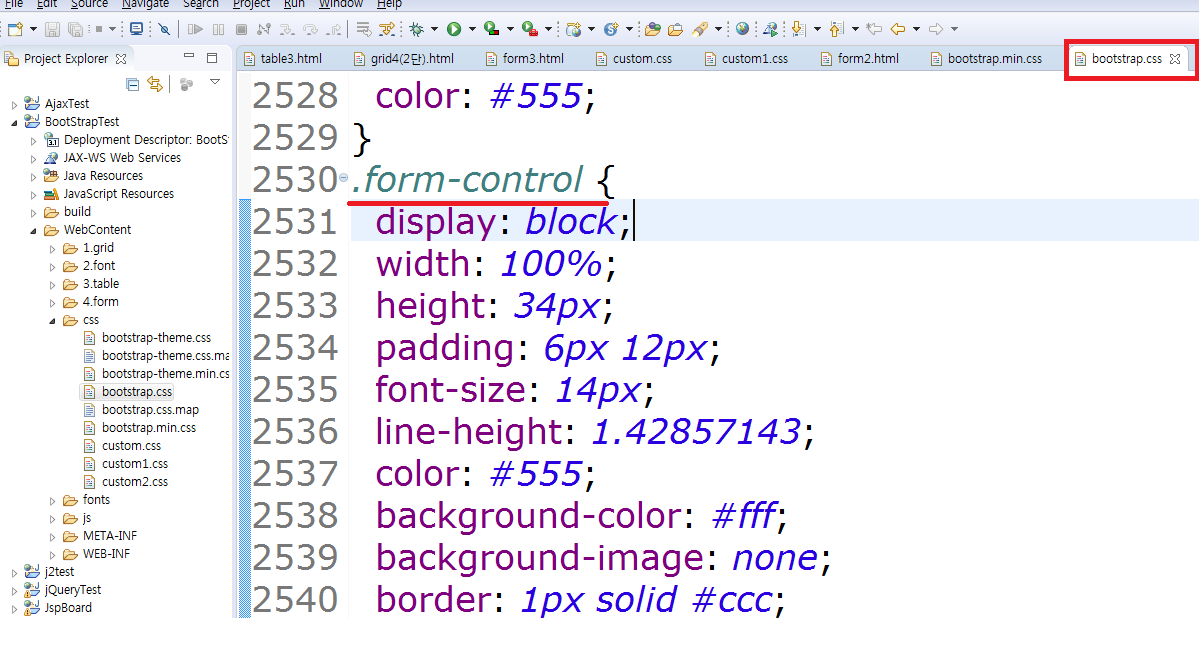 File Edit Source Navigate Search Project Run Window Help
Project Explorer
table3.html grid4(2단).html form3.html custom.css custom1.css form2.html bootstrap.min.css bootstrap.css
AjaxTest
BootStrapTest
Deployment Descriptor: BootS
JAX-WS Web Services
Java Resources
JavaScript Resources
build
WebContent
1.grid
2.font
3.table
4.form
css
bootstrap-theme.css
bootstrap-theme.css.ma
bootstrap-theme.min.cs
bootstrap.css
bootstrap.css.map
bootstrap.min.css
custom.css
custom1.css
custom2.css
fonts
js
META-INF
WEB-INF
j2test
jQueryTest
JspBoard
2528 color: #555;
2529 }
2530 .form-control {
2531 display: block;
2532 width: 100%;
2533 height: 34px;
2534 padding: 6px 12px;
2535 font-size: 14px;
2536 line-height: 1.42857143;
2537 color: #555;
2538 background-color: #fff;
2539 background-image: none;
2540 border: 1px solid #ccc;